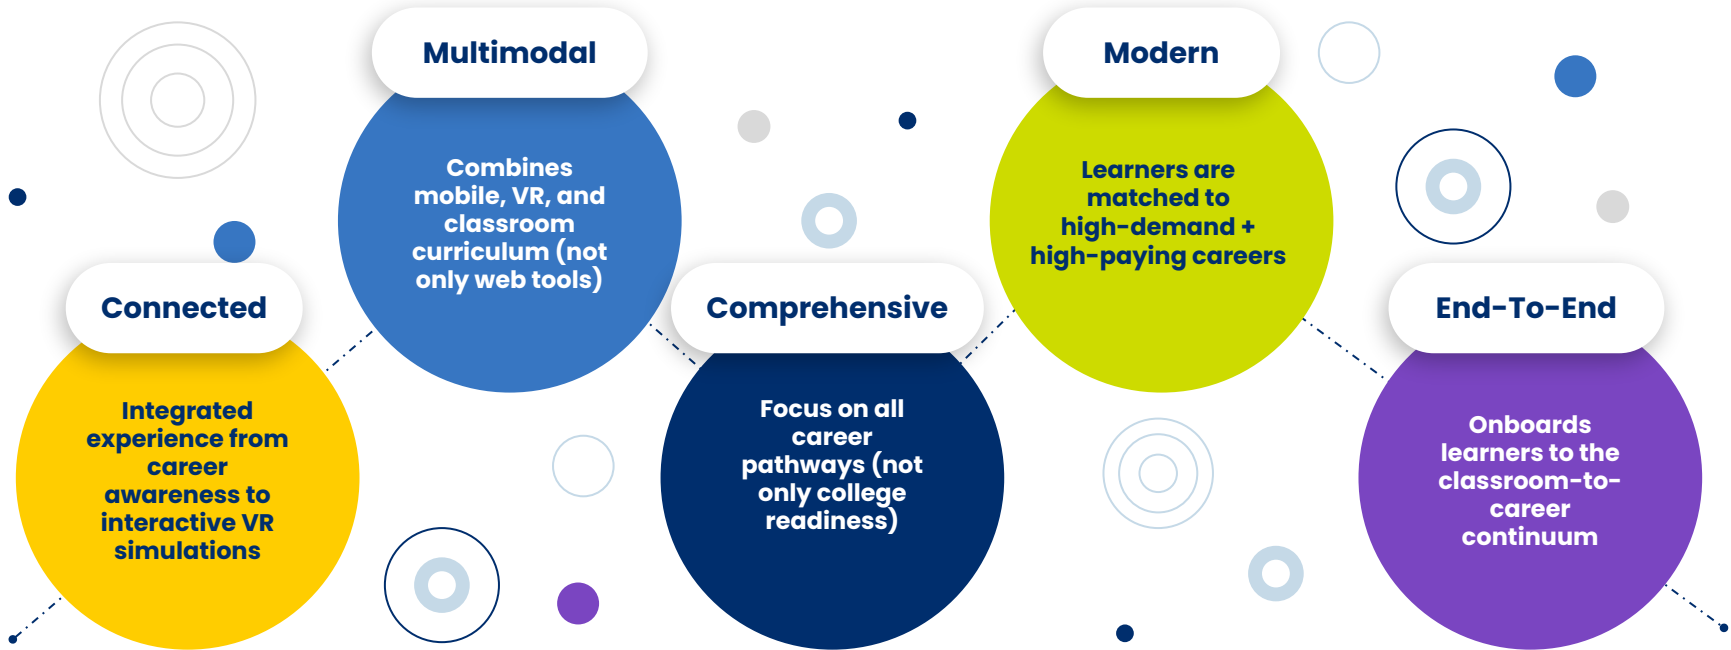 Connected
Integrated
experience from
career
awareness to
interactive VR
simulations
Multimodal
Combines
mobile, VR, and
classroom
curriculum (not
only web tools)
Comprehensive
Focus on all
career
pathways (not
only college
readiness)
Modern
Learners are
matched to
high-demand +
high-paying careers
End-To-End
Onboards
learners to the
classroom-to-
career
continuum